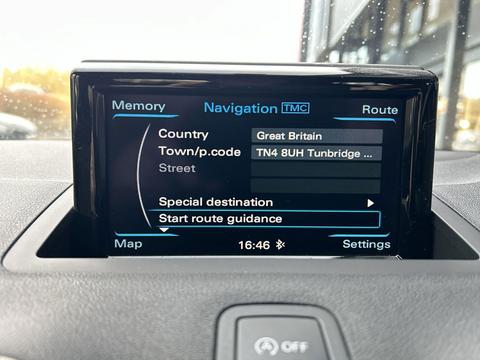 Memory Navigation TMC Route
Country Great Britain
Town/p.code TN4 8UH Tunbridge ...
Street
Special destination
Start route guidance
Map 16:46 Settings
OFF